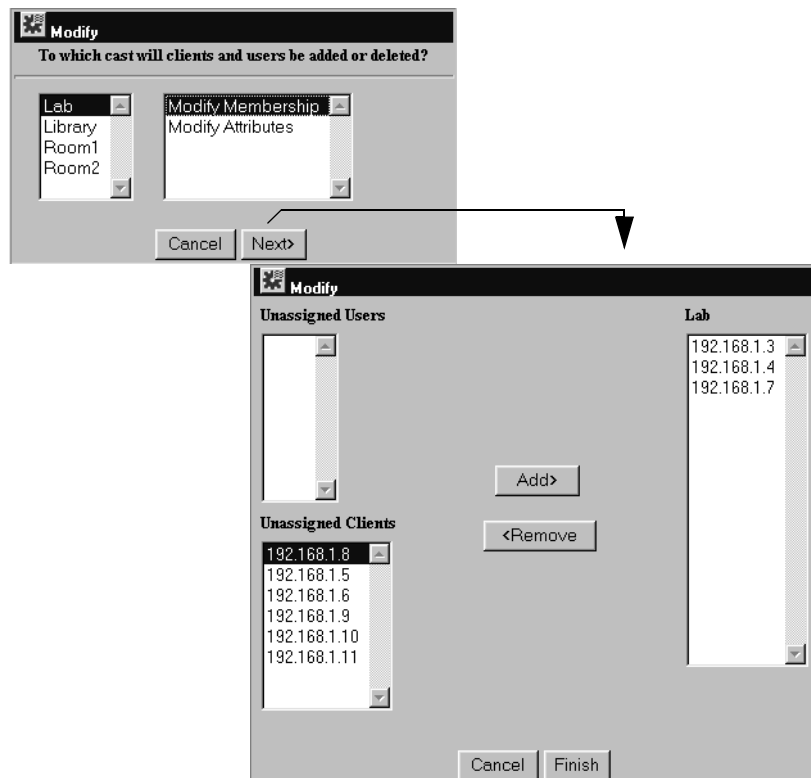 Modify
To which cast will clients and users be added or deleted?
Lab
Library
Room1
Room2
Modify Membership
Modify Attributes
Cancel
Next>
Modify
Unassigned Users
Unassigned Clients
192.168.1.8
192.168.1.5
192.168.1.6
192.168.1.9
192.168.1.10
192.168.1.11
Add>
<Remove
Lab
192.168.1.3
192.168.1.4
192.168.1.7
Cancel
Finish